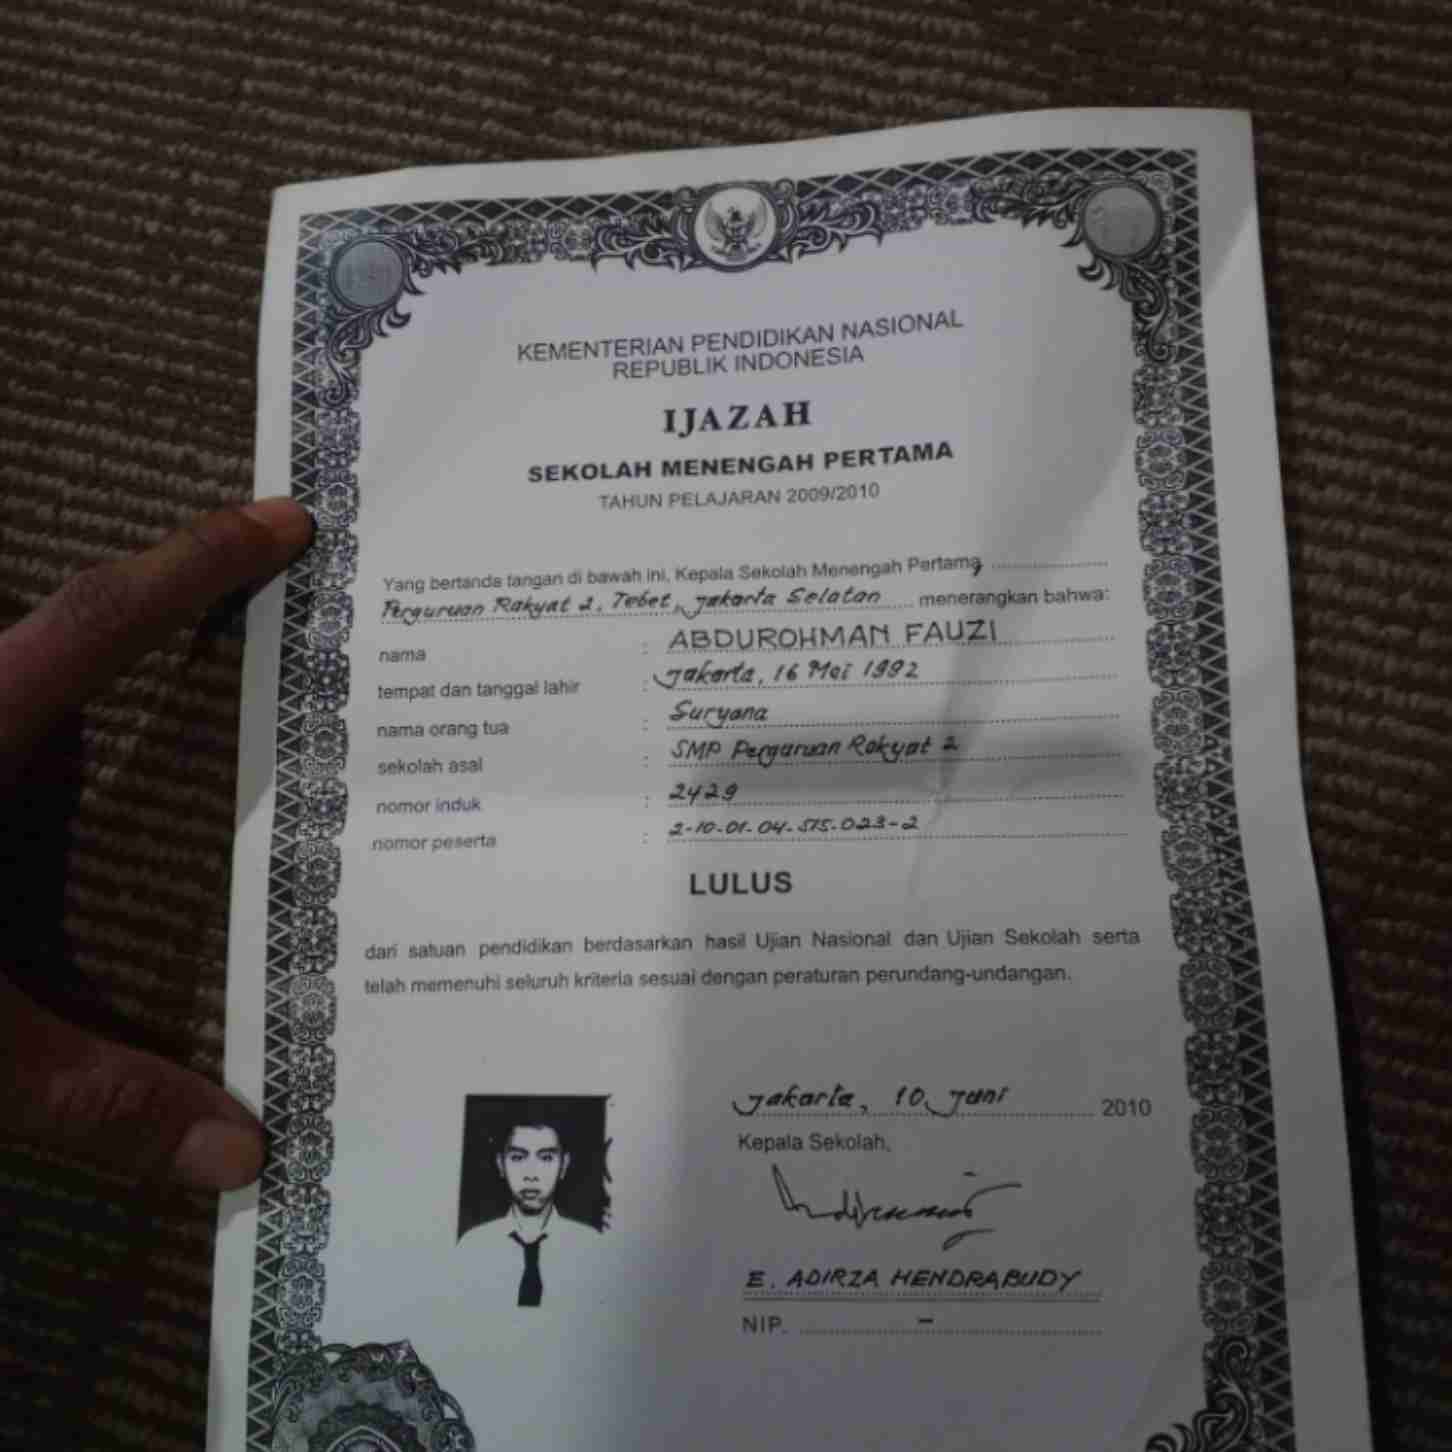 KEMENTERIAN PENDIDIKAN NASIONAL
REPUBLIK INDONESIA
IJAZAH
SEKOLAH MENENGAH PERTAMA
TAHUN PELAJARAN 2009/2010
Yang bertanda tangan di bawah ini, Kepala Sekolah Menengah Pertama,
Perguruan Rakyat 2, Tebet, Jakarta Selatan menerangkan bahwa:
nama : ABDUROHMAN FAUZI
tempat dan tanggal lahir : Jakarta, 16 Mei 1992
nama orang tua : Suryana
sekolah asal : SMP Perguruan Rakyat 2
nomor induk : 2429
nomor peserta : 2-10-01-04-515-023-2
LULUS
dari satuan pendidikan berdasarkan hasil Ujian Nasional dan Ujian Sekolah serta
telah memenuhi seluruh kriteria sesuai dengan peraturan perundang-undangan.
Jakarta, 10 Juni 2010
Kepala Sekolah,
E. ADIRZA HENDRABUDY
NIP. -